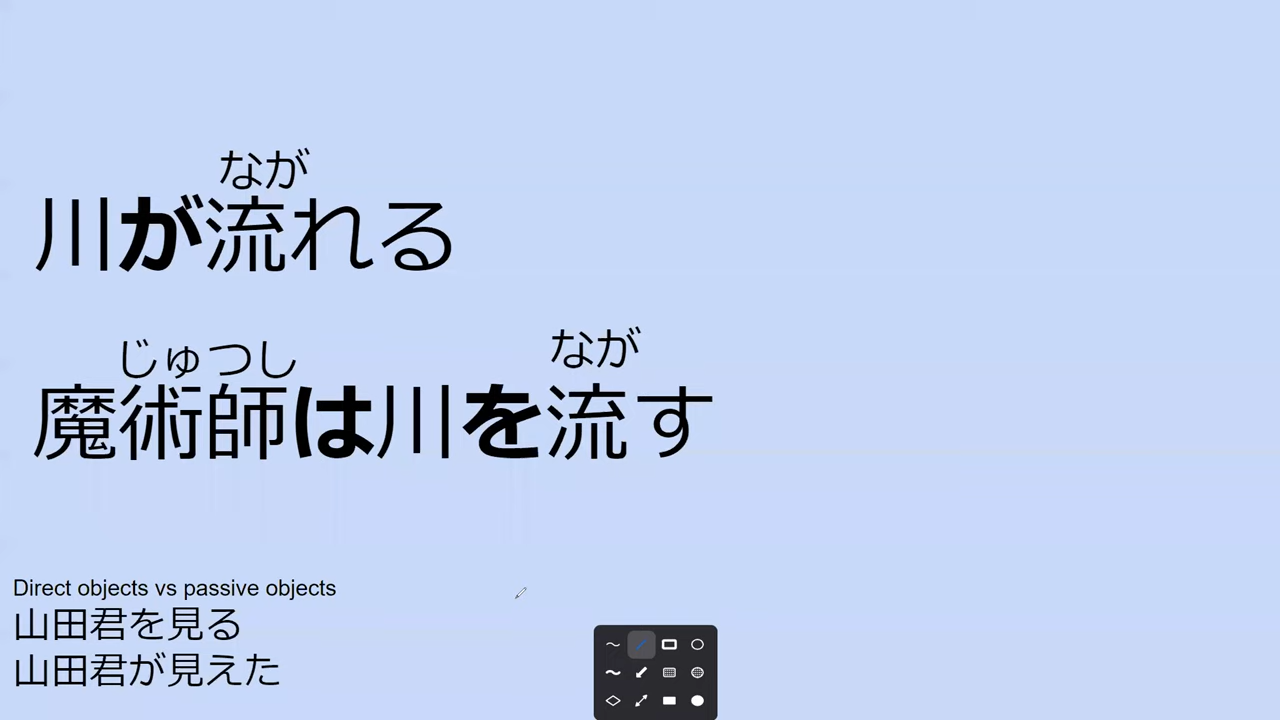 なが
川が流れる
じゅつし なが
魔術師は川を流す
Direct objects vs passive objects
山田君を見る
山田君が見えた